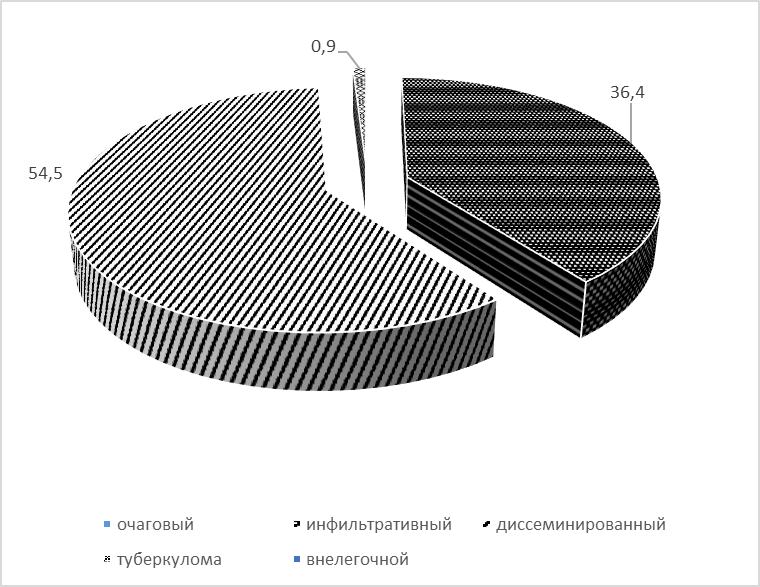 0,9
36,4
54,5
очаговый инфильтративный диссеминированный
туберкулома внелегочной